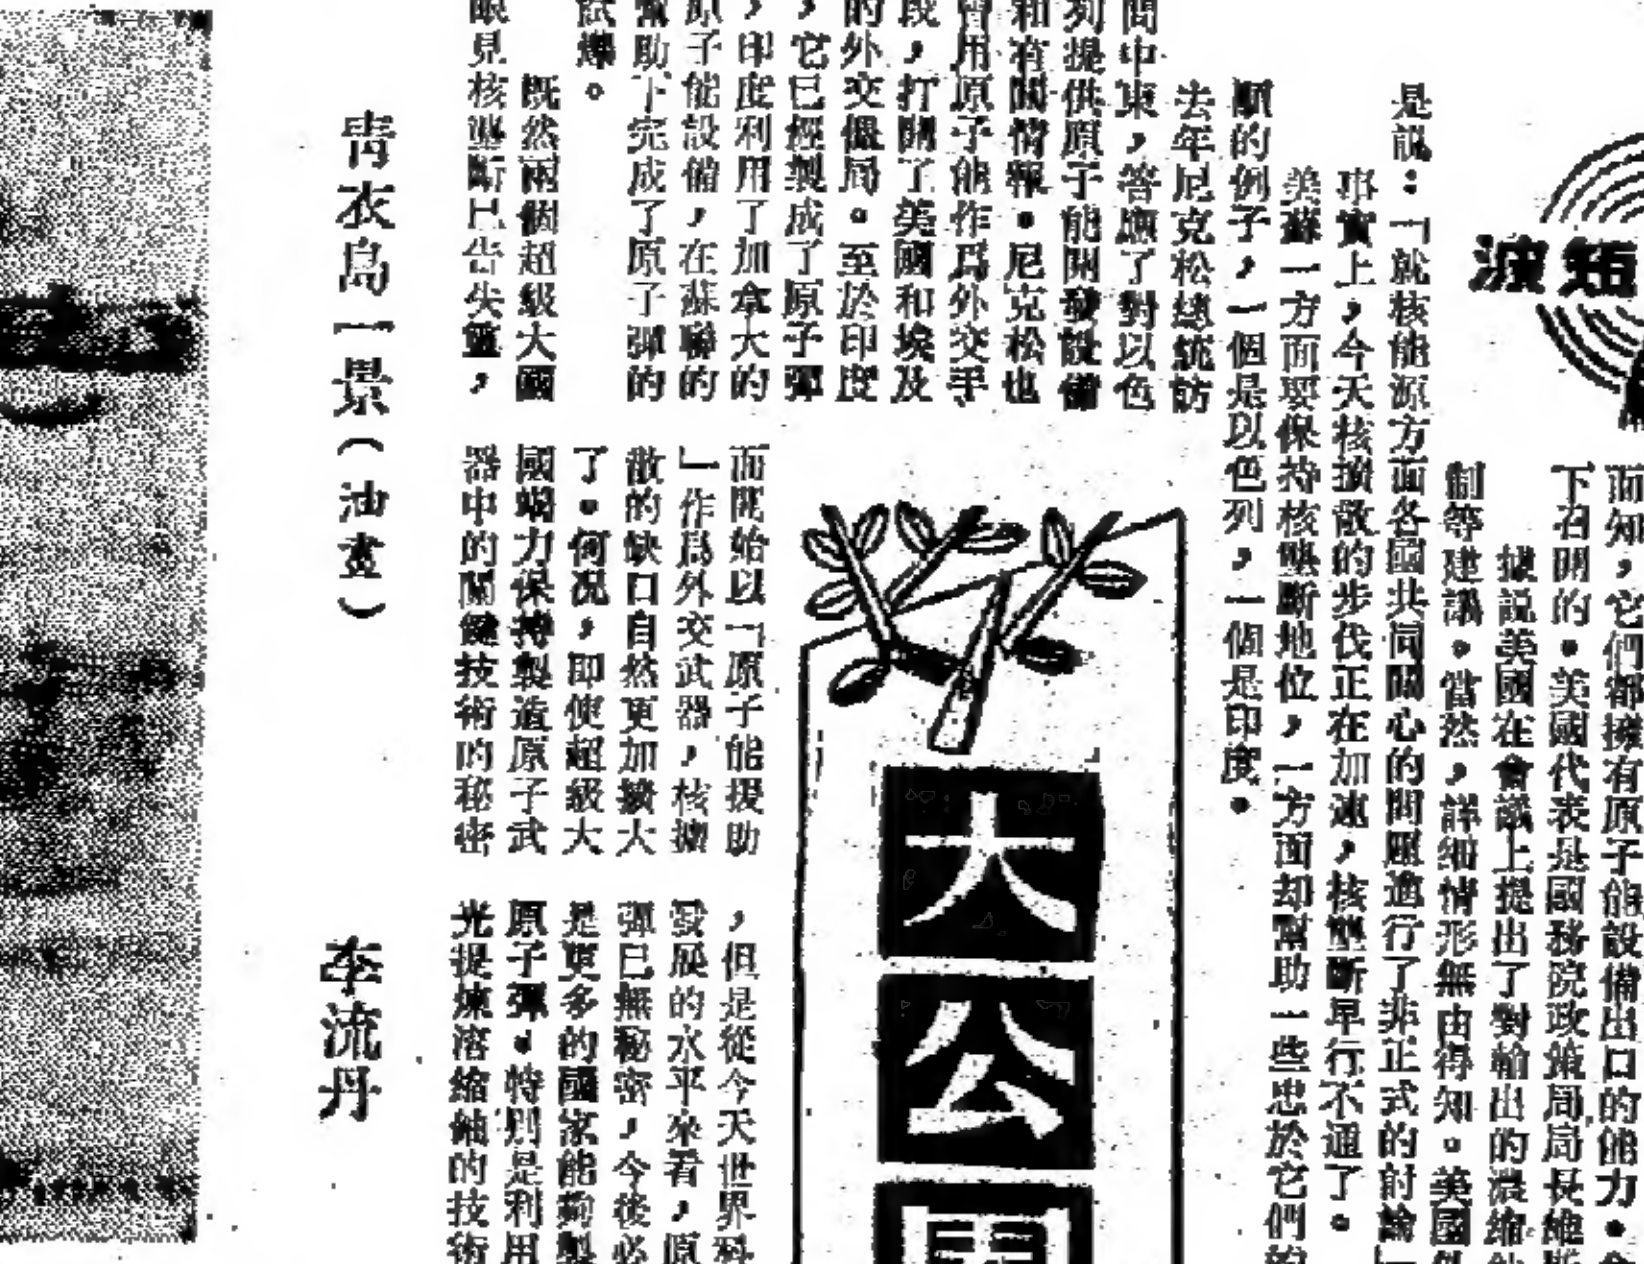 短波
面知，它們都擁有原子能設備出口的能力。
下召開的。美國代表是國務院政策局局長維
據說美國在會議上提出了對輸出的濃縮
制等建議。當然，詳細情形無由得知。美國
是說：「就核能源方面各國共同關心的問題進行了非正式的討論」
事實上，今天核擴散的步伐正在加速，核壟斷早行不通了。
美蘇一方面要保持核壟斷地位，一方面却幫助一些忠於它們的
順的例子，一個是以色列，一個是印度。
去年尼克松總統訪
問中東，答應了對以色
列提供原子能開發設備
和有關情報。尼克松也
曾用原子能作爲外交手
段，打開了美國和埃及
的外交僵局。至於印度
，它已經製成了原子彈
，印度利用了加拿大的
原子能設備，在蘇聯的
幫助下完成了原子彈的
試爆。
既然兩個超級大國
眼見核壟斷已告失靈，
面開始以「原子能援助
」作爲外交武器，核擴
散的缺口自然更加擴大
了。何況，即使超級大
國竭力保持製造原子武
器中的關鍵技術的秘密
，但是從今天世界科
發展的水平來看，原
彈已無秘密，今後必
是更多的國家能夠製
原子彈。特別是利用
光提煉溶縮鈾的技術
大公園
青衣島一景（油畫）
李流丹